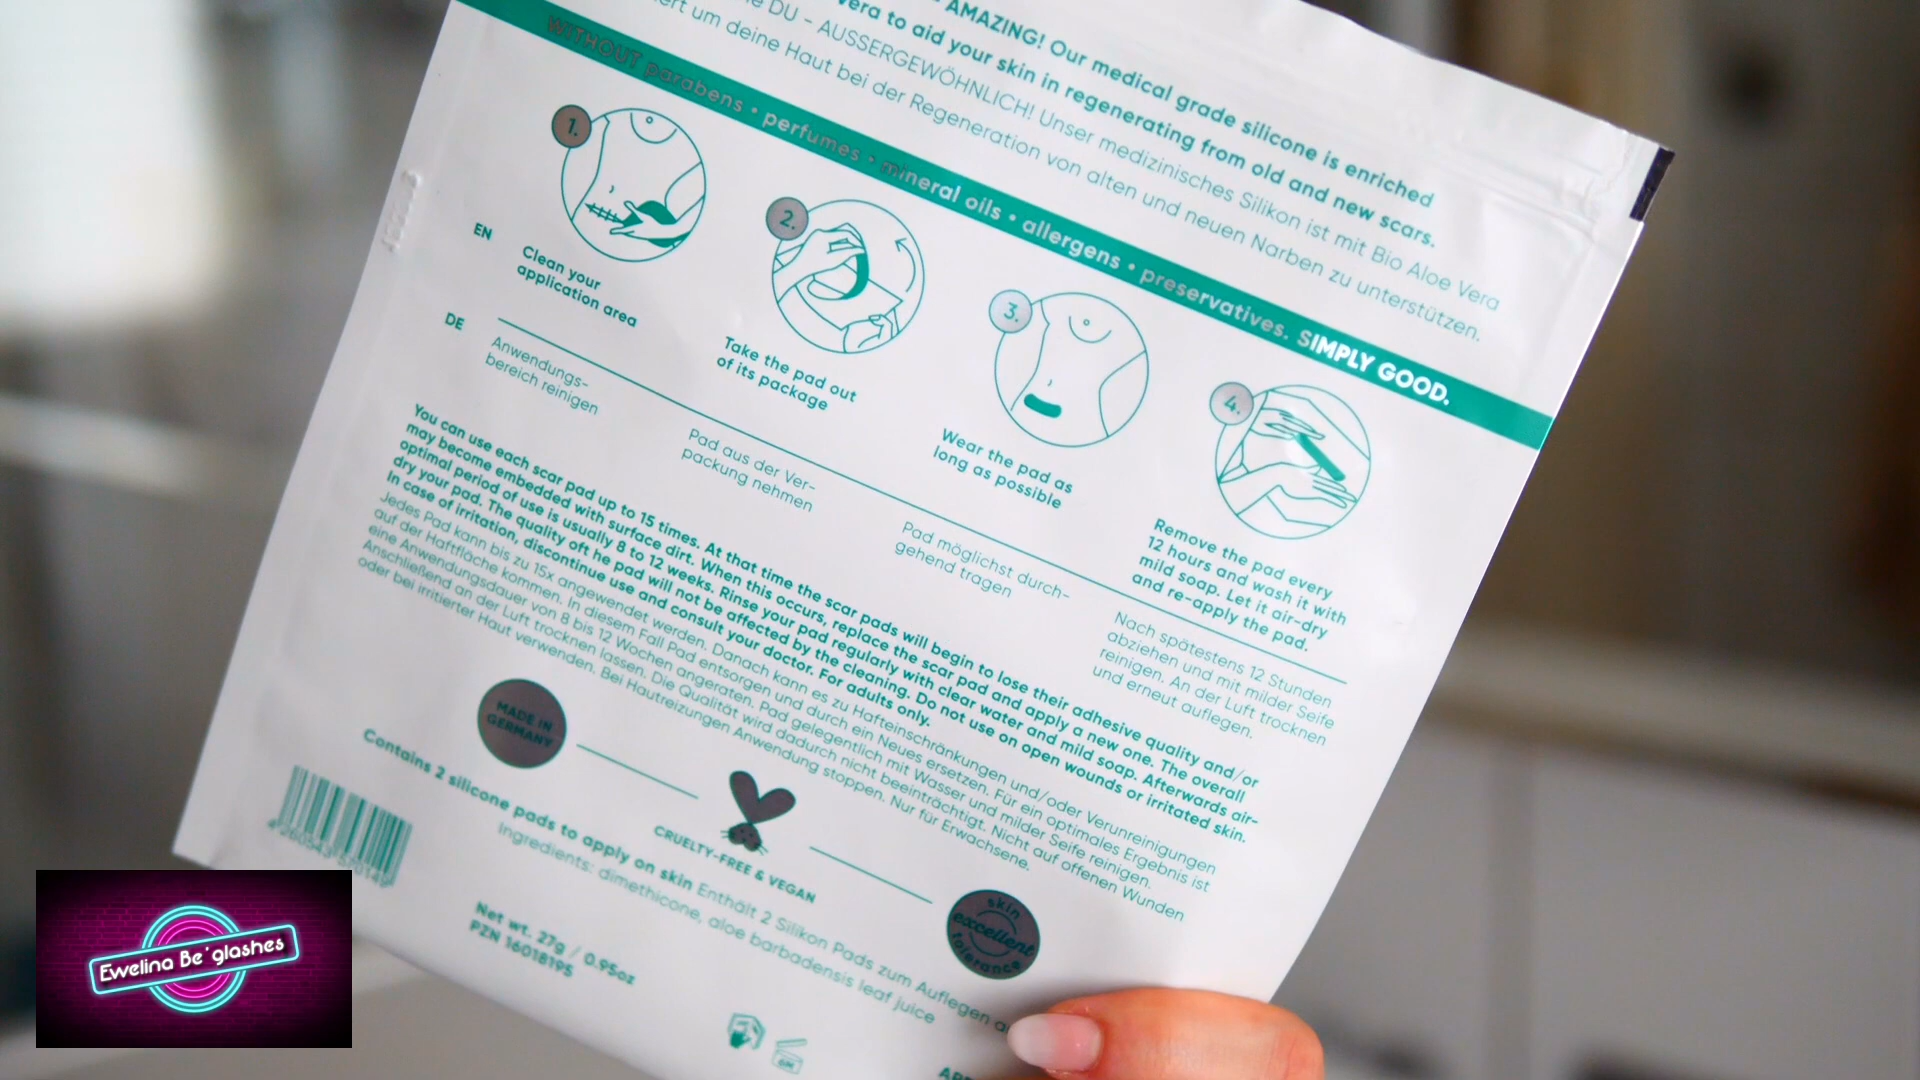 AMAZING! Our medical grade silicone is enriched
vera to aid your skin in regenerating from old and new scars.
DU - AUSSERGEWÖHNLICH! Unser medizinisches Silikon ist mit Bio Aloe Vera
um deine Haut bei der Regeneration von alten und neuen Narben zu unterstützen.
WITHOUT parabens • perfumes • mineral oils • allergens • preservatives. SIMPLY GOOD.
1.
2.
3.
4.
EN
Clean your
application area
Take the pad out
of its package
Wear the pad as
long as possible
Remove the pad every
12 hours and wash it with
mild soap. Let it air-dry
and re-apply the pad.
DE
Anwendungs-
bereich reinigen
Pad aus der Ver-
packung nehmen
Pad möglichst durch-
gehend tragen
Nach spätestens 12 Stunden
abziehen und mit milder Seife
reinigen. An der Luft trocknen
und erneut auflegen.
You can use each scar pad up to 15 times. At that time the scar pads will begin to lose their adhesive quality and/or
may become embedded with surface dirt. When this occurs, replace the scar pad and apply a new one. The overall
optimal period of use is usually 8 to 12 weeks. Rinse your pad regularly with clear water and mild soap. Afterwards air-
dry your pad. The quality oft he pad will not be affected by the cleaning. Do not use on open wounds or irritated skin.
In case of irritation, discontinue use and consult your doctor. For adults only.
Jedes Pad kann bis zu 15x angewendet werden. Danach kann es zu Hafteinschränkungen und/oder Verunreinigungen
auf der Haftfläche kommen. In diesem Fall Pad entsorgen und durch ein Neues ersetzen. Für ein optimales Ergebnis ist
eine Anwendungsdauer von 8 bis 12 Wochen angeraten. Pad gelegentlich mit Wasser und milder Seife reinigen.
Anschließend an der Luft trocknen lassen. Die Qualität wird dadurch nicht beeinträchtigt. Nicht auf offenen Wunden
oder bei irritierter Haut verwenden. Bei Hautreizungen Anwendung stoppen. Nur für Erwachsene.
MADE IN
GERMANY
CRUELTY-FREE & VEGAN
skin
excellent
tolerance
Contains 2 silicone pads to apply on skin Enthält 2 Silikon Pads zum Auflegen
Ingredients: dimethicone, aloe barbadensis leaf juice
Net wt. 27g / 0.95oz
PZN 16018195
Ewelina Be'glashes